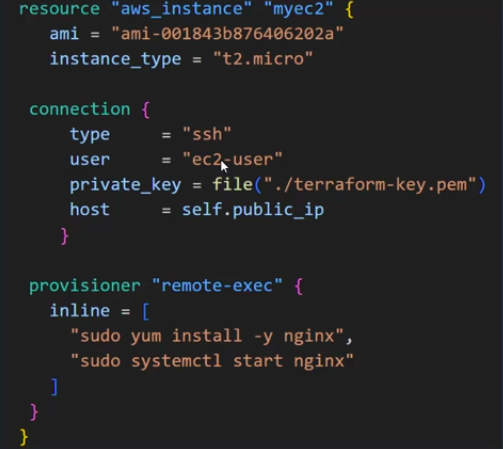 resource "aws_instance" "myec2" {
ami = "ami-001843b876406202a"
instance_type = "t2.micro"
connection {
type = "ssh"
user = "ec2-user"
private_key = file("./terraform-key.pem")
host = self.public_ip
}
provisioner "remote-exec" {
inline = [
"sudo yum install -y nginx",
"sudo systemctl start nginx"
]
}
}